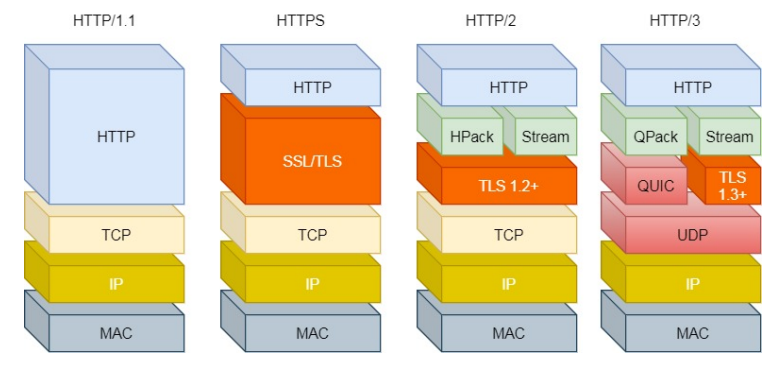 HTTP/1.1
HTTP
TCP
IP
MAC
HTTPS
HTTP
SSL/TLS
TCP
IP
MAC
HTTP/2
HTTP
HPack
Stream
TLS 1.2+
TCP
IP
MAC
HTTP/3
HTTP
QPack
Stream
QUIC
TLS
1.3+
UDP
IP
MAC